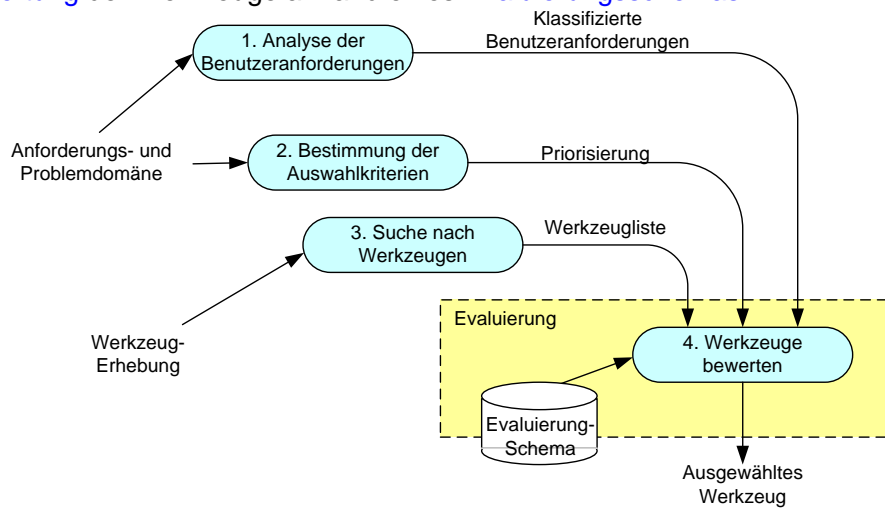 Klassifizierte
Benutzeranforderungen
1. Analyse der
Benutzeranforderungen
Anforderungs- und
Problemdomäne
2. Bestimmung der
Auswahlkriterien
Priorisierung
3. Suche nach
Werkzeugen
Werkzeugliste
Werkzeug-
Erhebung
Evaluierung
4. Werkzeuge
bewerten
Evaluierung-
Schema
Ausgewähltes
Werkzeug